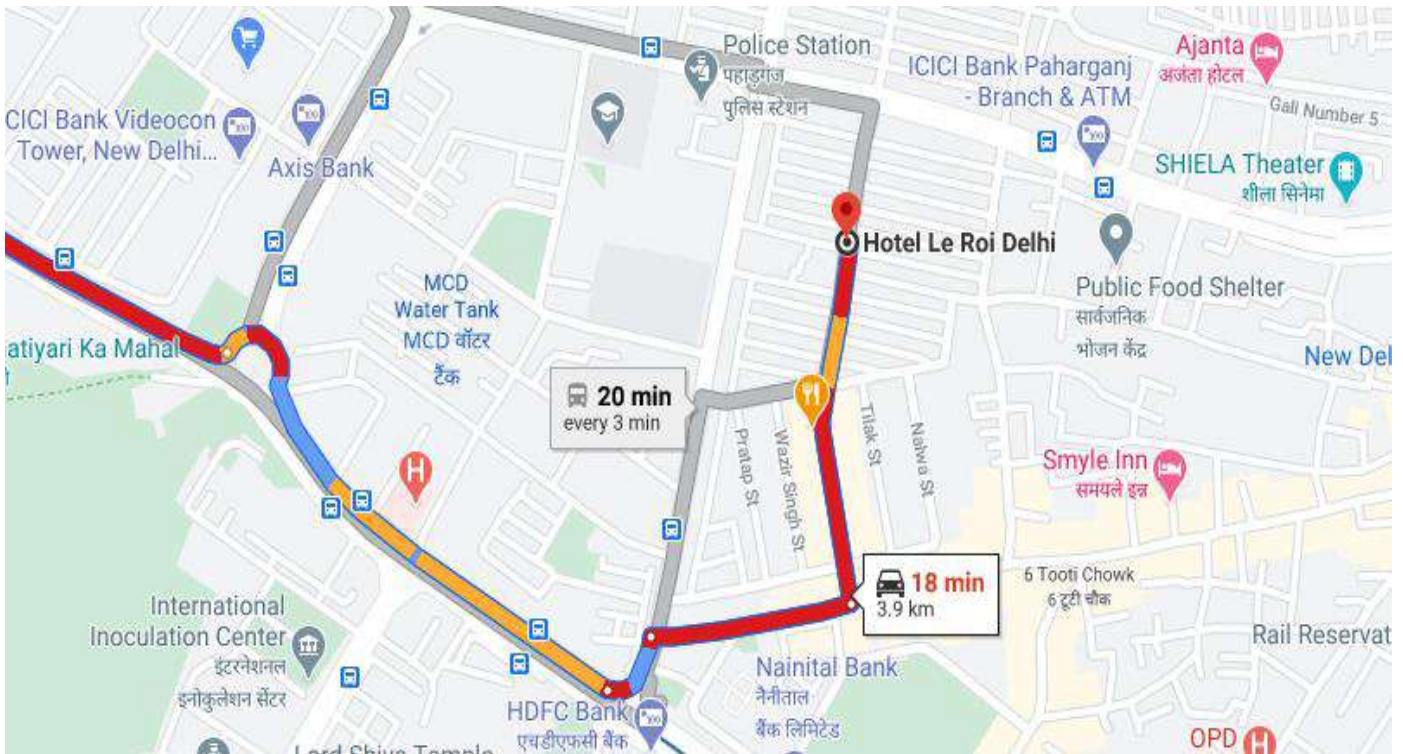 Police Station
पहाड़गंज
पुलिस स्टेशन
ICICI Bank Paharganj
- Branch & ATM
Ajanta
अजंता होटल
Gali Number 5
CICI Bank Videocon
Tower, New Delhi...
Axis Bank
SHIELA Theater
शीला सिनेमा
Hotel Le Roi Delhi
Public Food Shelter
सार्वजनिक
भोजन केंद्र
MCD
Water Tank
MCD वॉटर
टैंक
atiyari Ka Mahal
New Del
20 min
every 3 min
Pratap St
Wazir Singh St
Tilak St
Nalwa St
Smyle Inn
समयले इन्न
H
18 min
3.9 km
6 Tooti Chowk
6 टूटी चौक
International
Inoculation Center
इंटरनेशनल
इनोकुलेशन सेंटर
Rail Reservat
Nainital Bank
नैनीताल
बैंक लिमिटेड
HDFC Bank
एचडीएफसी बैंक
Lord Shiva Temple
OPD
H